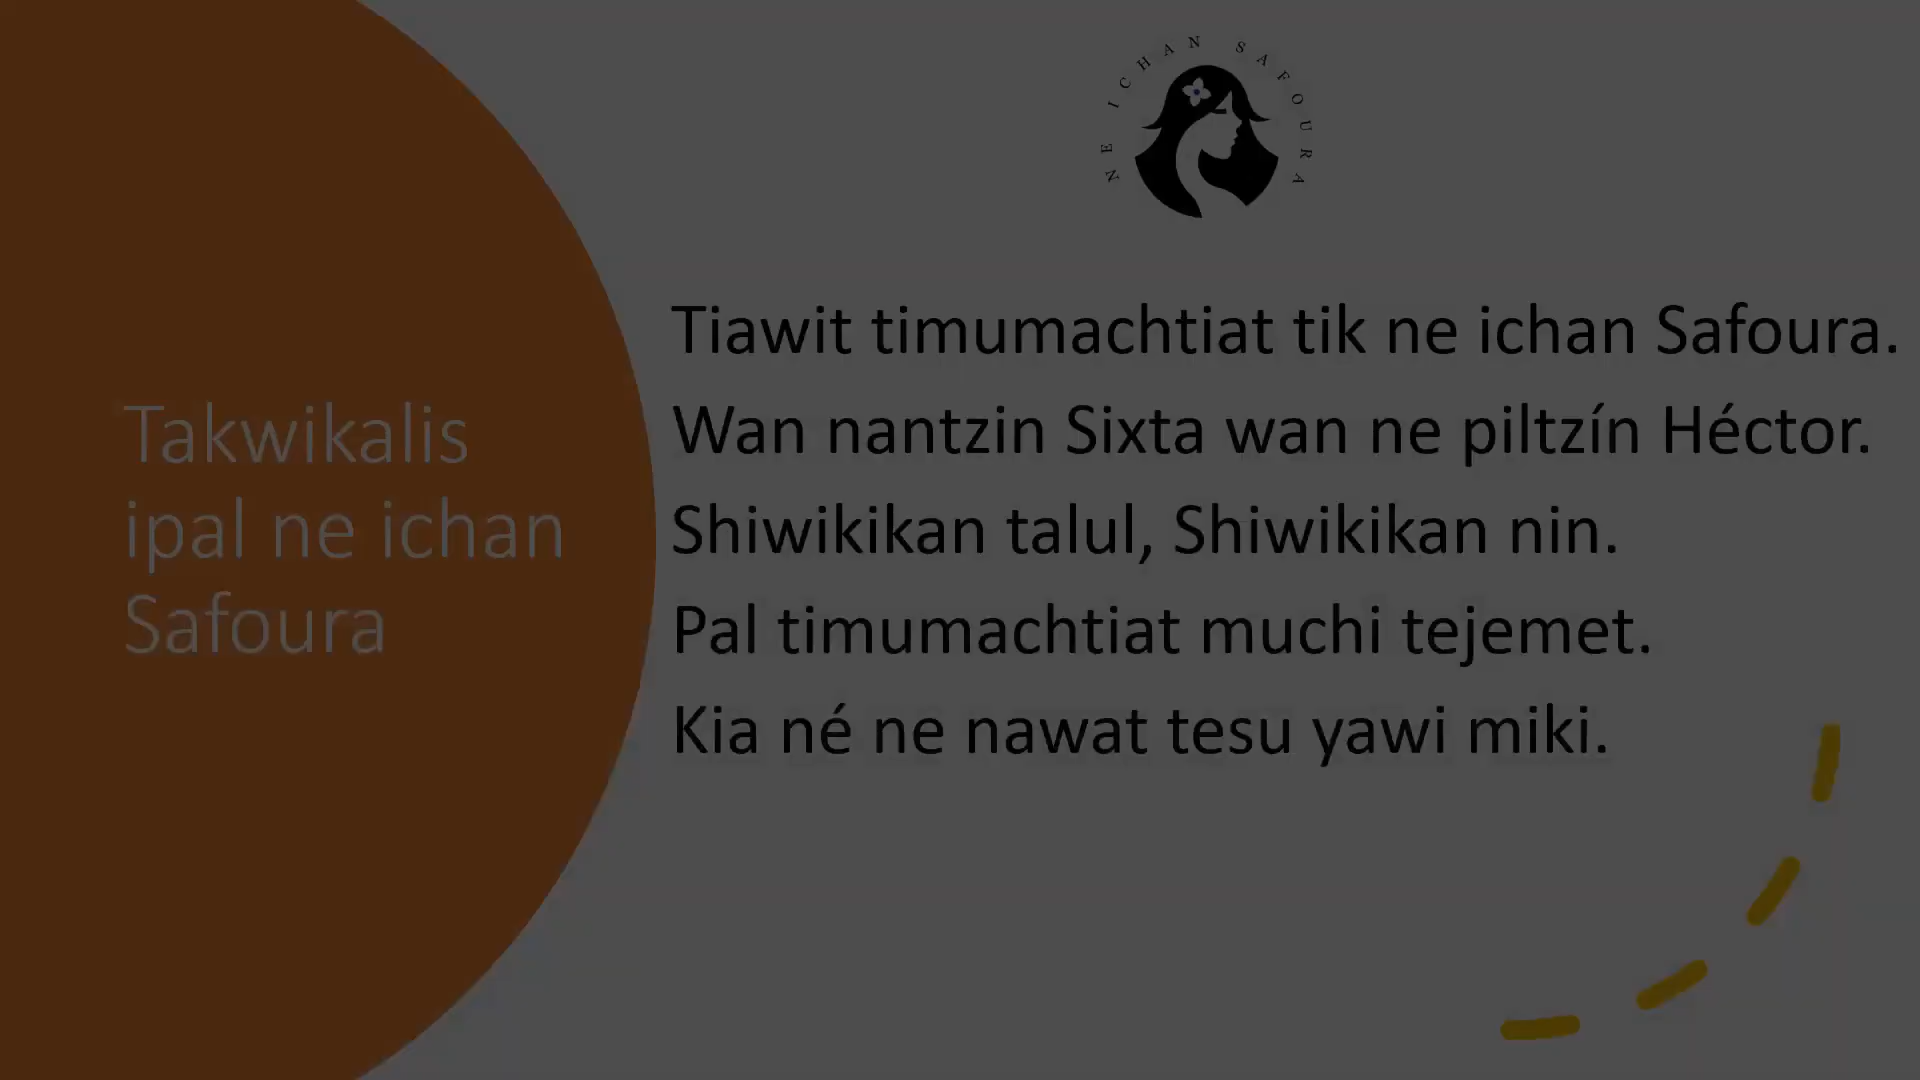 NE ICHAN SAFOURA
Takwikalis
ipal ne ichan
Safoura
Tiawit timumachtiat tik ne ichan Safoura.
Wan nantzin Sixta wan ne piltzín Héctor.
Shiwikikan talul, Shiwikikan nin.
Pal timumachtiat muchi tejemet.
Kia né ne nawat tesu yawi miki.